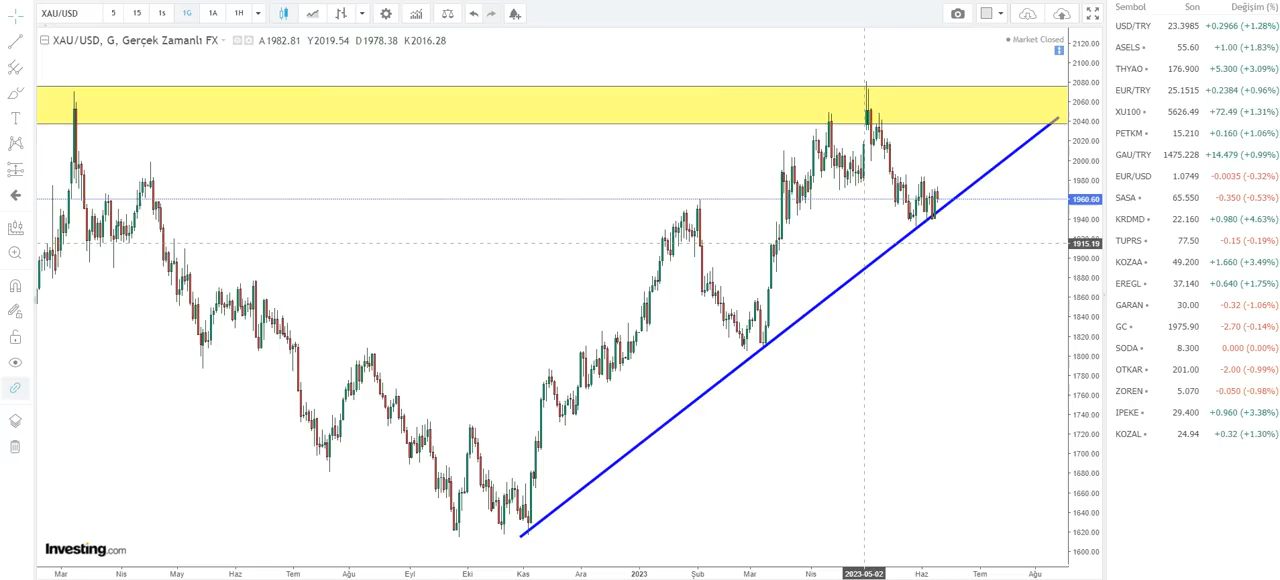 XAU/USD 5 15 1s 1G 1A 1H
XAU/USD, G, Gerçek Zamanlı FX A1982.81 Y2019.54 D1978.38 K2016.28
Market Closed
2120.00
2100.00
2080.00
2060.00
2040.00
2020.00
2000.00
1980.00
1960.60
1940.00
1915.19
1900.00
1880.00
1860.00
1840.00
1820.00
1800.00
1780.00
1760.00
1740.00
1720.00
1700.00
1680.00
1660.00
1640.00
1620.00
1600.00
Investing.com
Mar Nis May Haz Tem Ağu Eyl Eki Kas Ara 2023 Şub Mar Nis 2023-05-02 Haz Tem Ağu
Sembol Son Değişim (%)
USD/TRY 23.3985 +0.2966 (+1.28%)
ASELS 55.60 +1.00 (+1.83%)
THYAO 176.900 +5.300 (+3.09%)
EUR/TRY 25.1515 +0.2384 (+0.96%)
XU100 5626.49 +72.49 (+1.31%)
PETKM 15.210 +0.160 (+1.06%)
GAU/TRY 1475.228 +14.479 (+0.99%)
EUR/USD 1.0749 -0.0035 (-0.32%)
SASA 65.550 -0.350 (-0.53%)
KRDMD 22.160 +0.980 (+4.63%)
TUPRS 77.50 -0.15 (-0.19%)
KOZAA 49.200 +1.660 (+3.49%)
EREGL 37.140 +0.640 (+1.75%)
GARAN 30.00 -0.32 (-1.06%)
GC 1975.90 -2.70 (-0.14%)
SODA 8.300 0.000 (0.00%)
OTKAR 201.00 -2.00 (-0.99%)
ZOREN 5.070 -0.050 (-0.98%)
IPEKE 29.400 +0.960 (+3.38%)
KOZAL 24.94 +0.32 (+1.30%)